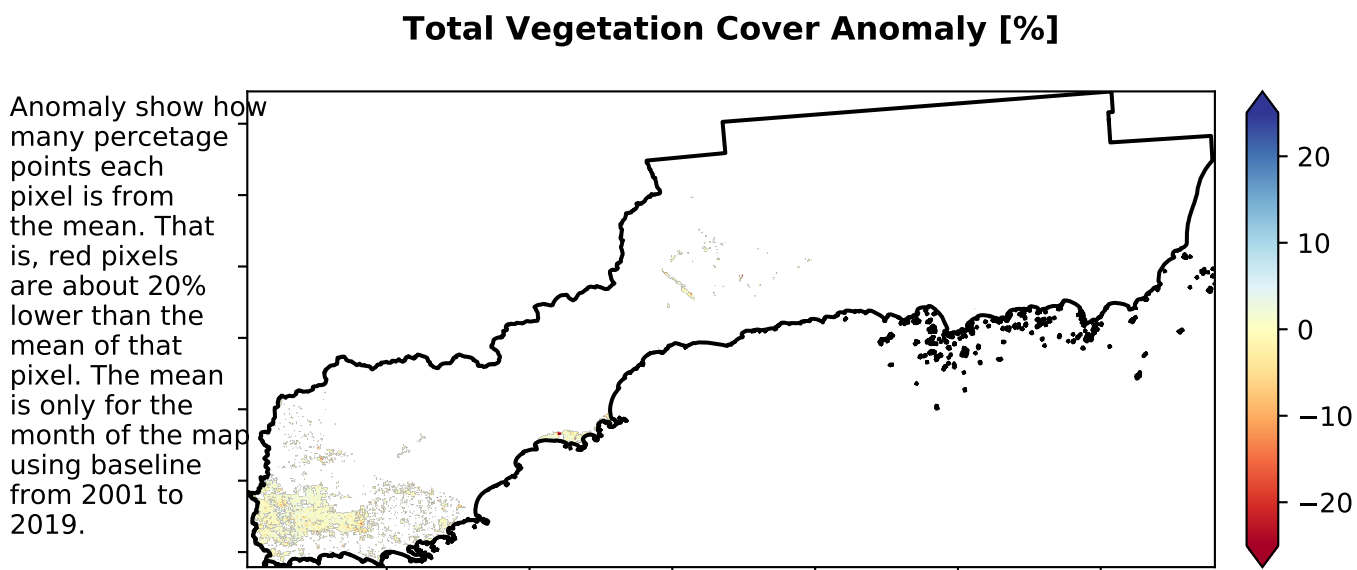 Total Vegetation Cover Anomaly [%]
Anomaly show how
many percetage
points each
pixel is from
the mean. That
is, red pixels
are about 20%
lower than the
mean of that
pixel. The mean
is only for the
month of the map
using baseline
from 2001 to
2019.
20
10
0
−10
−20